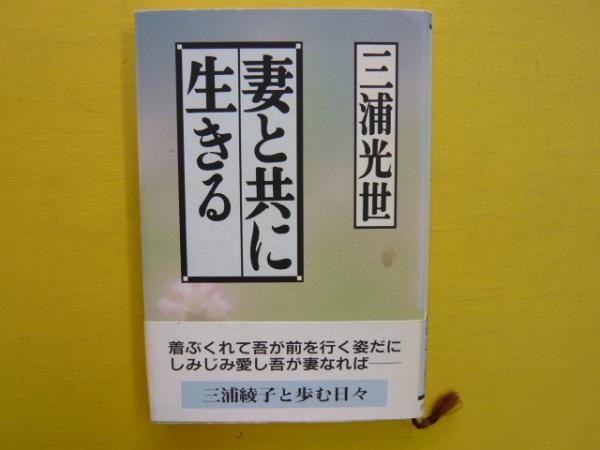 三浦光世
妻と共に
生きる
着ぶくれて吾が前を行く姿だに
しみじみ愛し吾が妻なれば──
三浦綾子と歩む日々